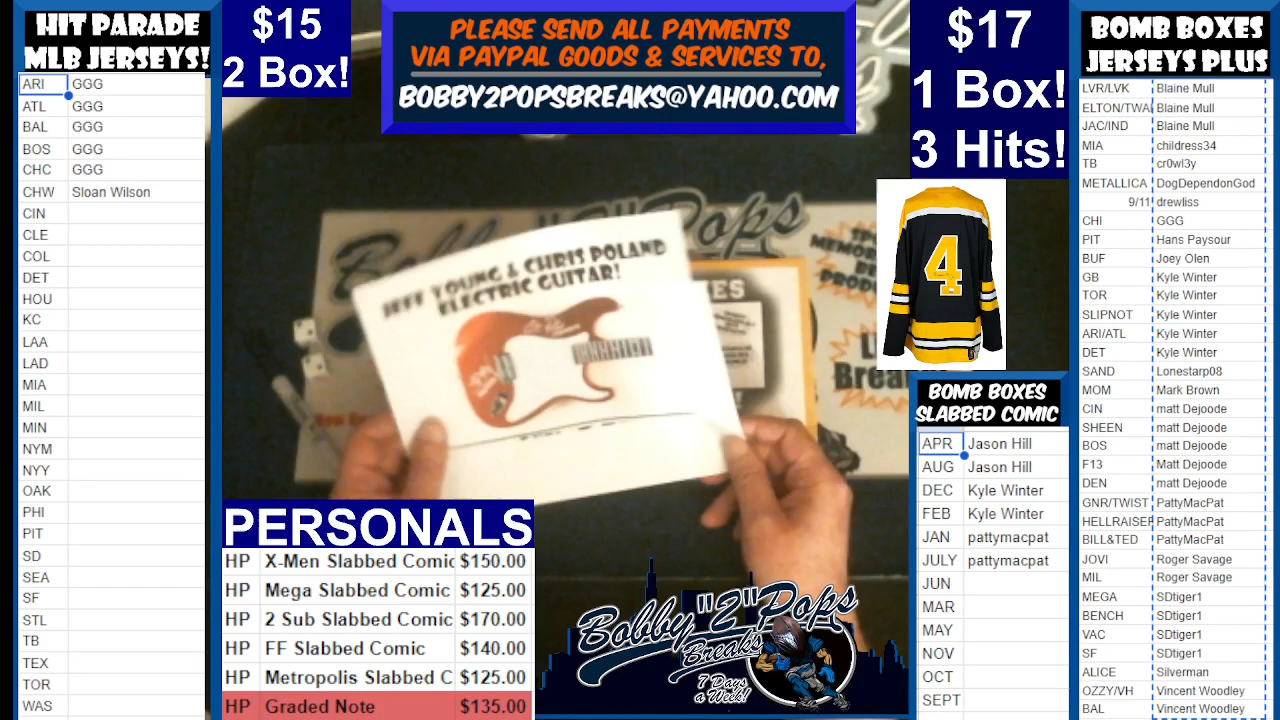 HIT PARADE
MLB JERSEYS!
ARI GGG
ATL GGG
BAL GGG
BOS GGG
CHC GGG
CHW Sloan Wilson
CIN
CLE
COL
DET
HOU
KC
LAA
LAD
MIA
MIL
MIN
NYM
NYY
OAK
PHI
PIT
SD
SEA
SF
STL
TB
TEX
TOR
WAS
$15
2 Box!
PLEASE SEND ALL PAYMENTS
VIA PAYPAL GOODS & SERVICES TO,
BOBBY2POPSBREAKS@YAHOO.COM
$17
1 Box!
3 Hits!
Bobby "2" Pops
JEFF YOUNG & CHRIS POLAND
ELECTRIC GUITAR!
4
PERSONALS
HP X-Men Slabbed Comic $150.00
HP Mega Slabbed Comic $125.00
HP 2 Sub Slabbed Comic $170.00
HP FF Slabbed Comic $140.00
HP Metropolis Slabbed C $125.00
HP Graded Note $135.00
Bobby "2" Pops
Breaks
7 Days
a Week!
BOMB BOXES
SLABBED COMIC
APR Jason Hill
AUG Jason Hill
DEC Kyle Winter
FEB Kyle Winter
JAN pattymacpat
JULY pattymacpat
JUN
MAR
MAY
NOV
OCT
SEPT
BOMB BOXES
JERSEYS PLUS
LVR/LVK Blaine Mull
ELTON/TWA Blaine Mull
JAC/IND Blaine Mull
MIA childress34
TB cr0wl3y
METALLICA DogDependonGod
9/11 drewliss
CHI GGG
PIT Hans Paysour
BUF Joey Olen
GB Kyle Winter
TOR Kyle Winter
SLIPNOT Kyle Winter
ARI/ATL Kyle Winter
DET Kyle Winter
SAND Lonestarp08
MOM Mark Brown
CIN matt Dejoode
SHEEN matt Dejoode
BOS matt Dejoode
F13 matt Dejoode
DEN matt Dejoode
GNR/TWIST PattyMacPat
HELLRAISER PattyMacPat
BILL&TED PattyMacPat
JOVI Roger Savage
MIL Roger Savage
MEGA SDtiger1
BENCH SDtiger1
VAC SDtiger1
SF SDtiger1
ALICE Silverman
OZZY/VH Vincent Woodley
BAL Vincent Woodley